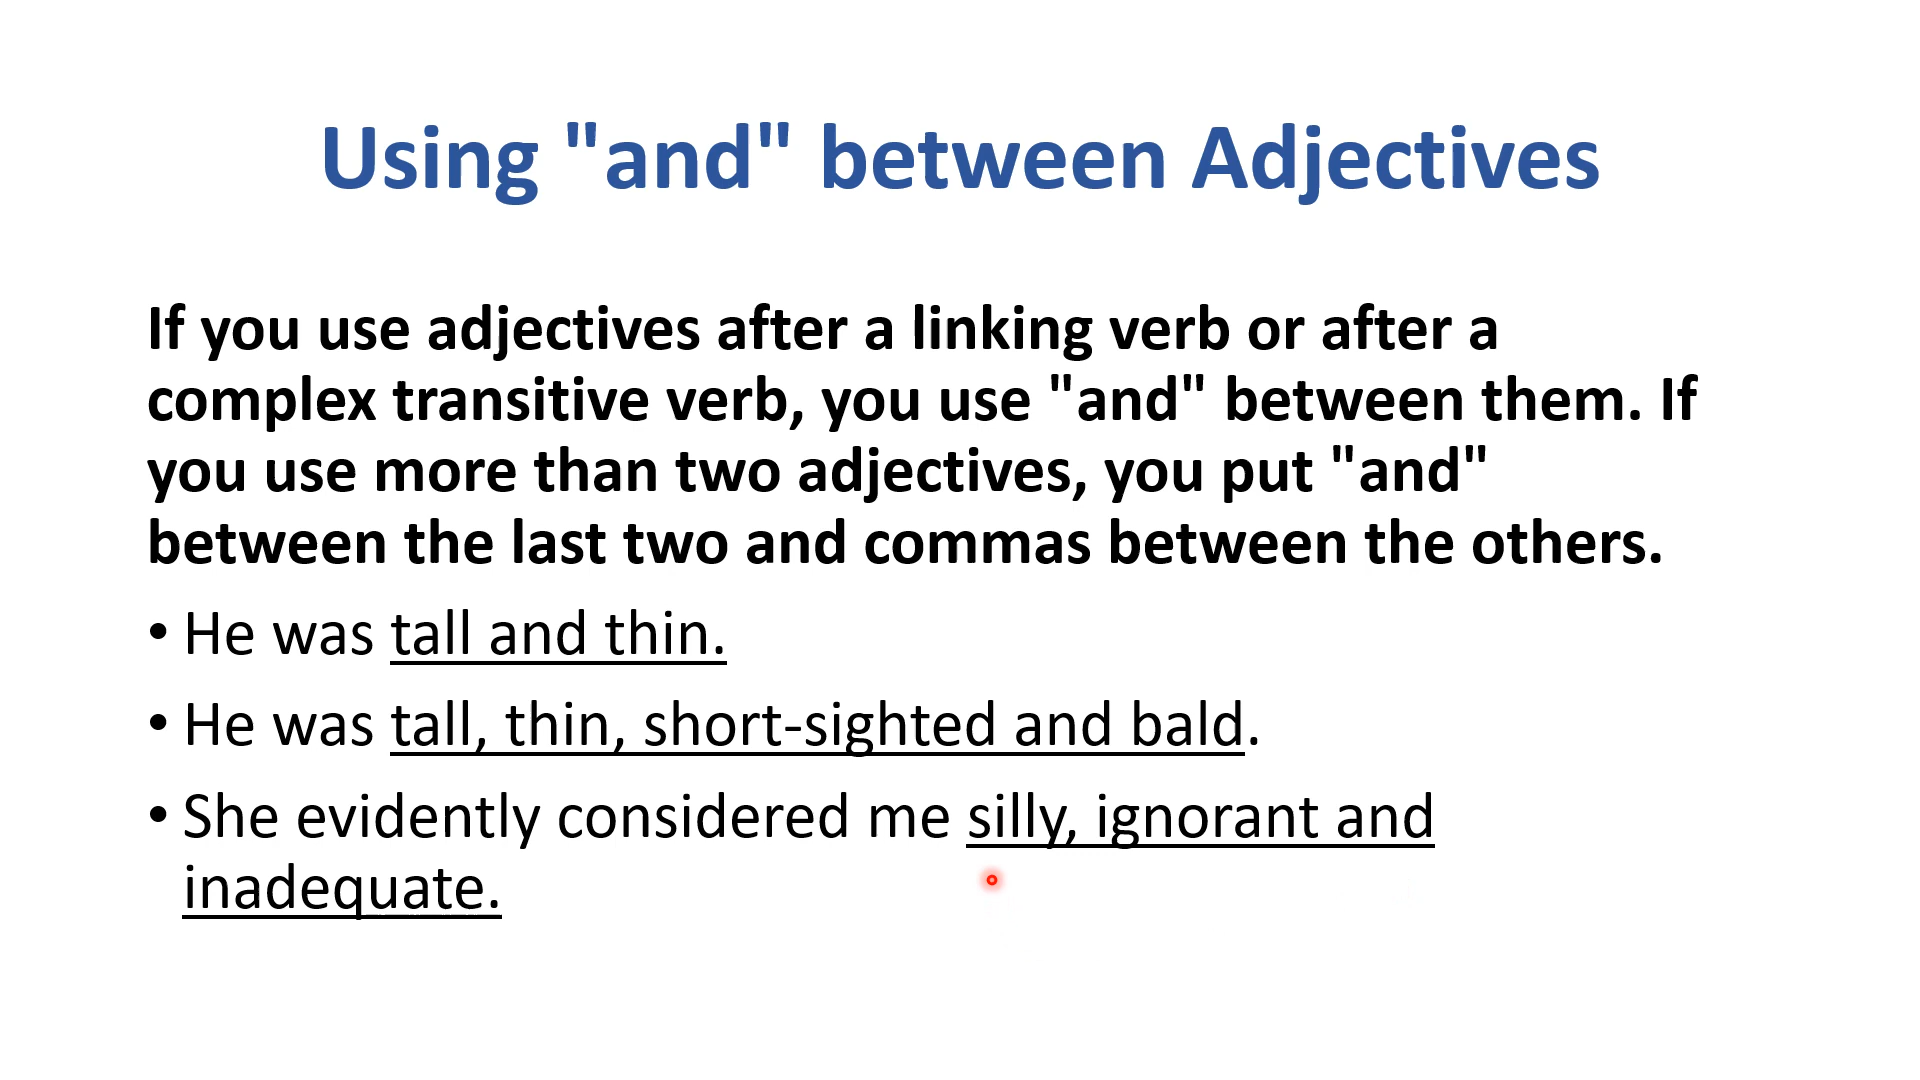 Using "and" between Adjectives
If you use adjectives after a linking verb or after a
complex transitive verb, you use "and" between them. If
you use more than two adjectives, you put "and"
between the last two and commas between the others.
• He was tall and thin.
• He was tall, thin, short-sighted and bald.
• She evidently considered me silly, ignorant and
inadequate.